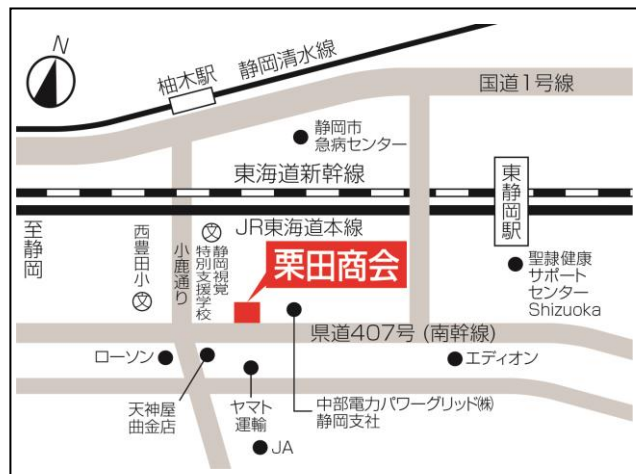 N
柚木駅
静岡清水線
国道1号線
静岡市
急病センター
東海道新幹線
東静岡駅
JR東海道本線
至静岡
西豊田小
文
小鹿通り
文
静岡視覚
特別支援学校
栗田商会
聖隷健康
サポート
センター
Shizuoka
県道407号 (南幹線)
ローソン
エディオン
天神屋
曲金店
ヤマト
運輸
中部電力パワーグリッド㈱
静岡支社
JA